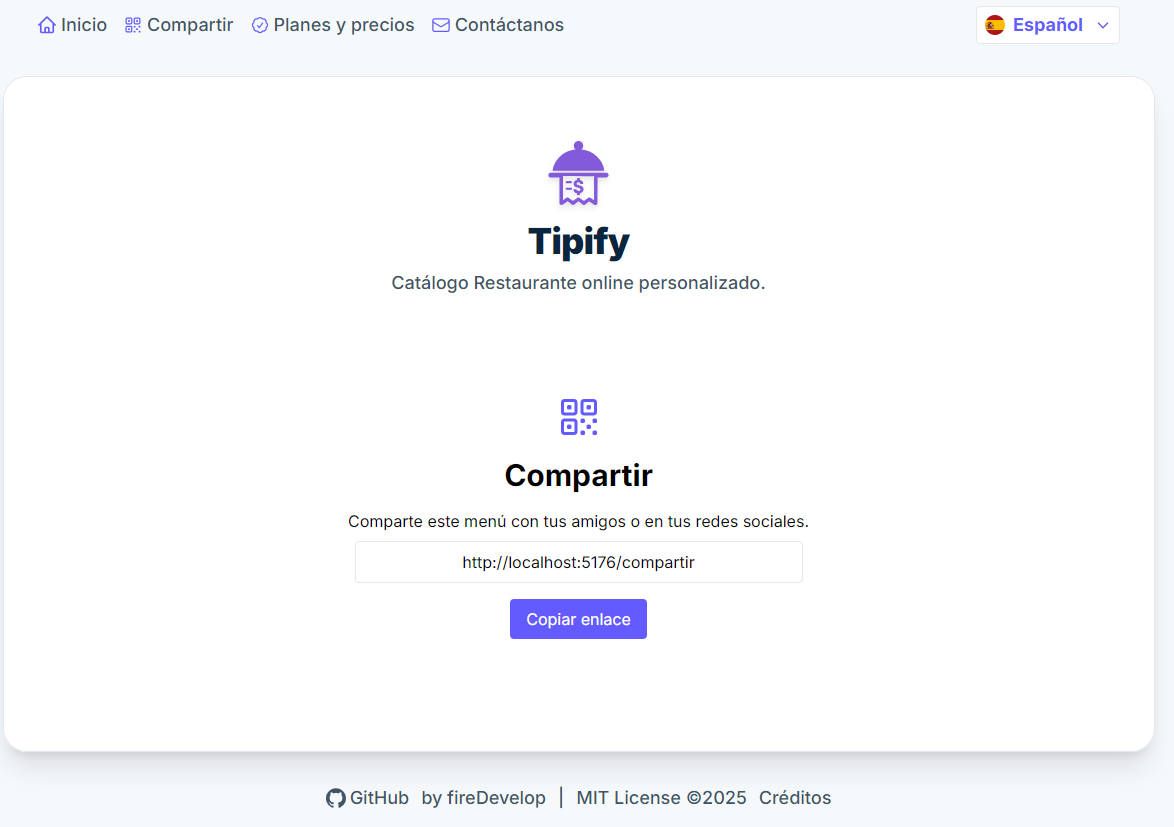 Inicio Compartir Planes y precios Contáctanos Español
$
Tipify
Catálogo Restaurante online personalizado.
Compartir
Comparte este menú con tus amigos o en tus redes sociales.
http://localhost:5176/compartir
Copiar enlace
GitHub by fireDevelop | MIT License ©2025 Créditos